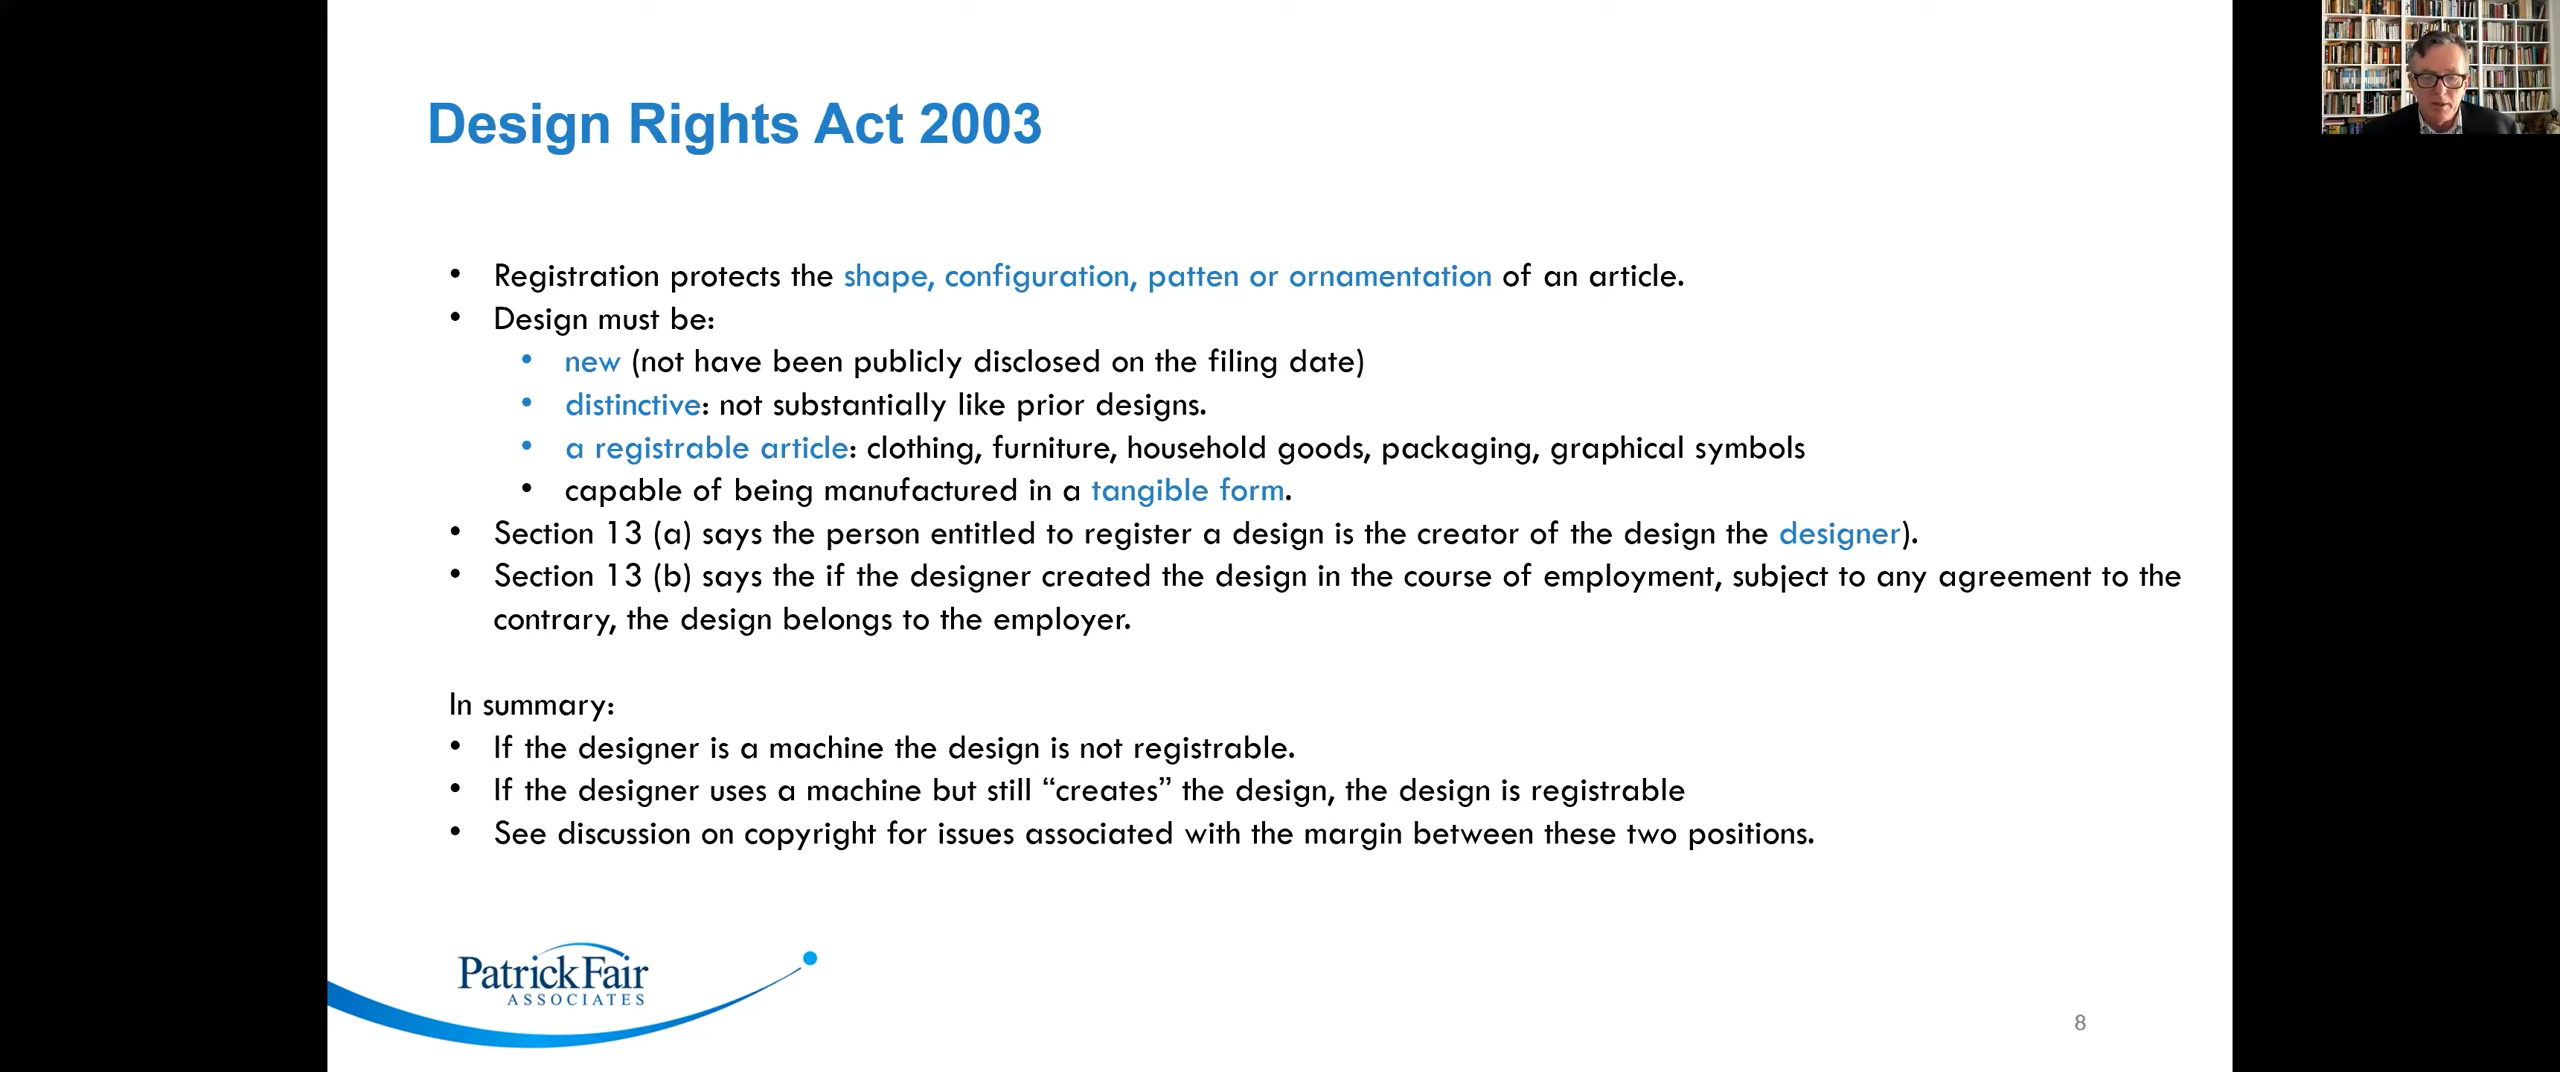 Design Rights Act 2003
• Registration protects the shape, configuration, patten or ornamentation of an article.
• Design must be:
• new (not have been publicly disclosed on the filing date)
• distinctive: not substantially like prior designs.
• a registrable article: clothing, furniture, household goods, packaging, graphical symbols
• capable of being manufactured in a tangible form.
• Section 13 (a) says the person entitled to register a design is the creator of the design the designer).
• Section 13 (b) says the if the designer created the design in the course of employment, subject to any agreement to the
contrary, the design belongs to the employer.
In summary:
• If the designer is a machine the design is not registrable.
• If the designer uses a machine but still “creates” the design, the design is registrable
• See discussion on copyright for issues associated with the margin between these two positions.
PatrickFair
ASSOCIATES
8